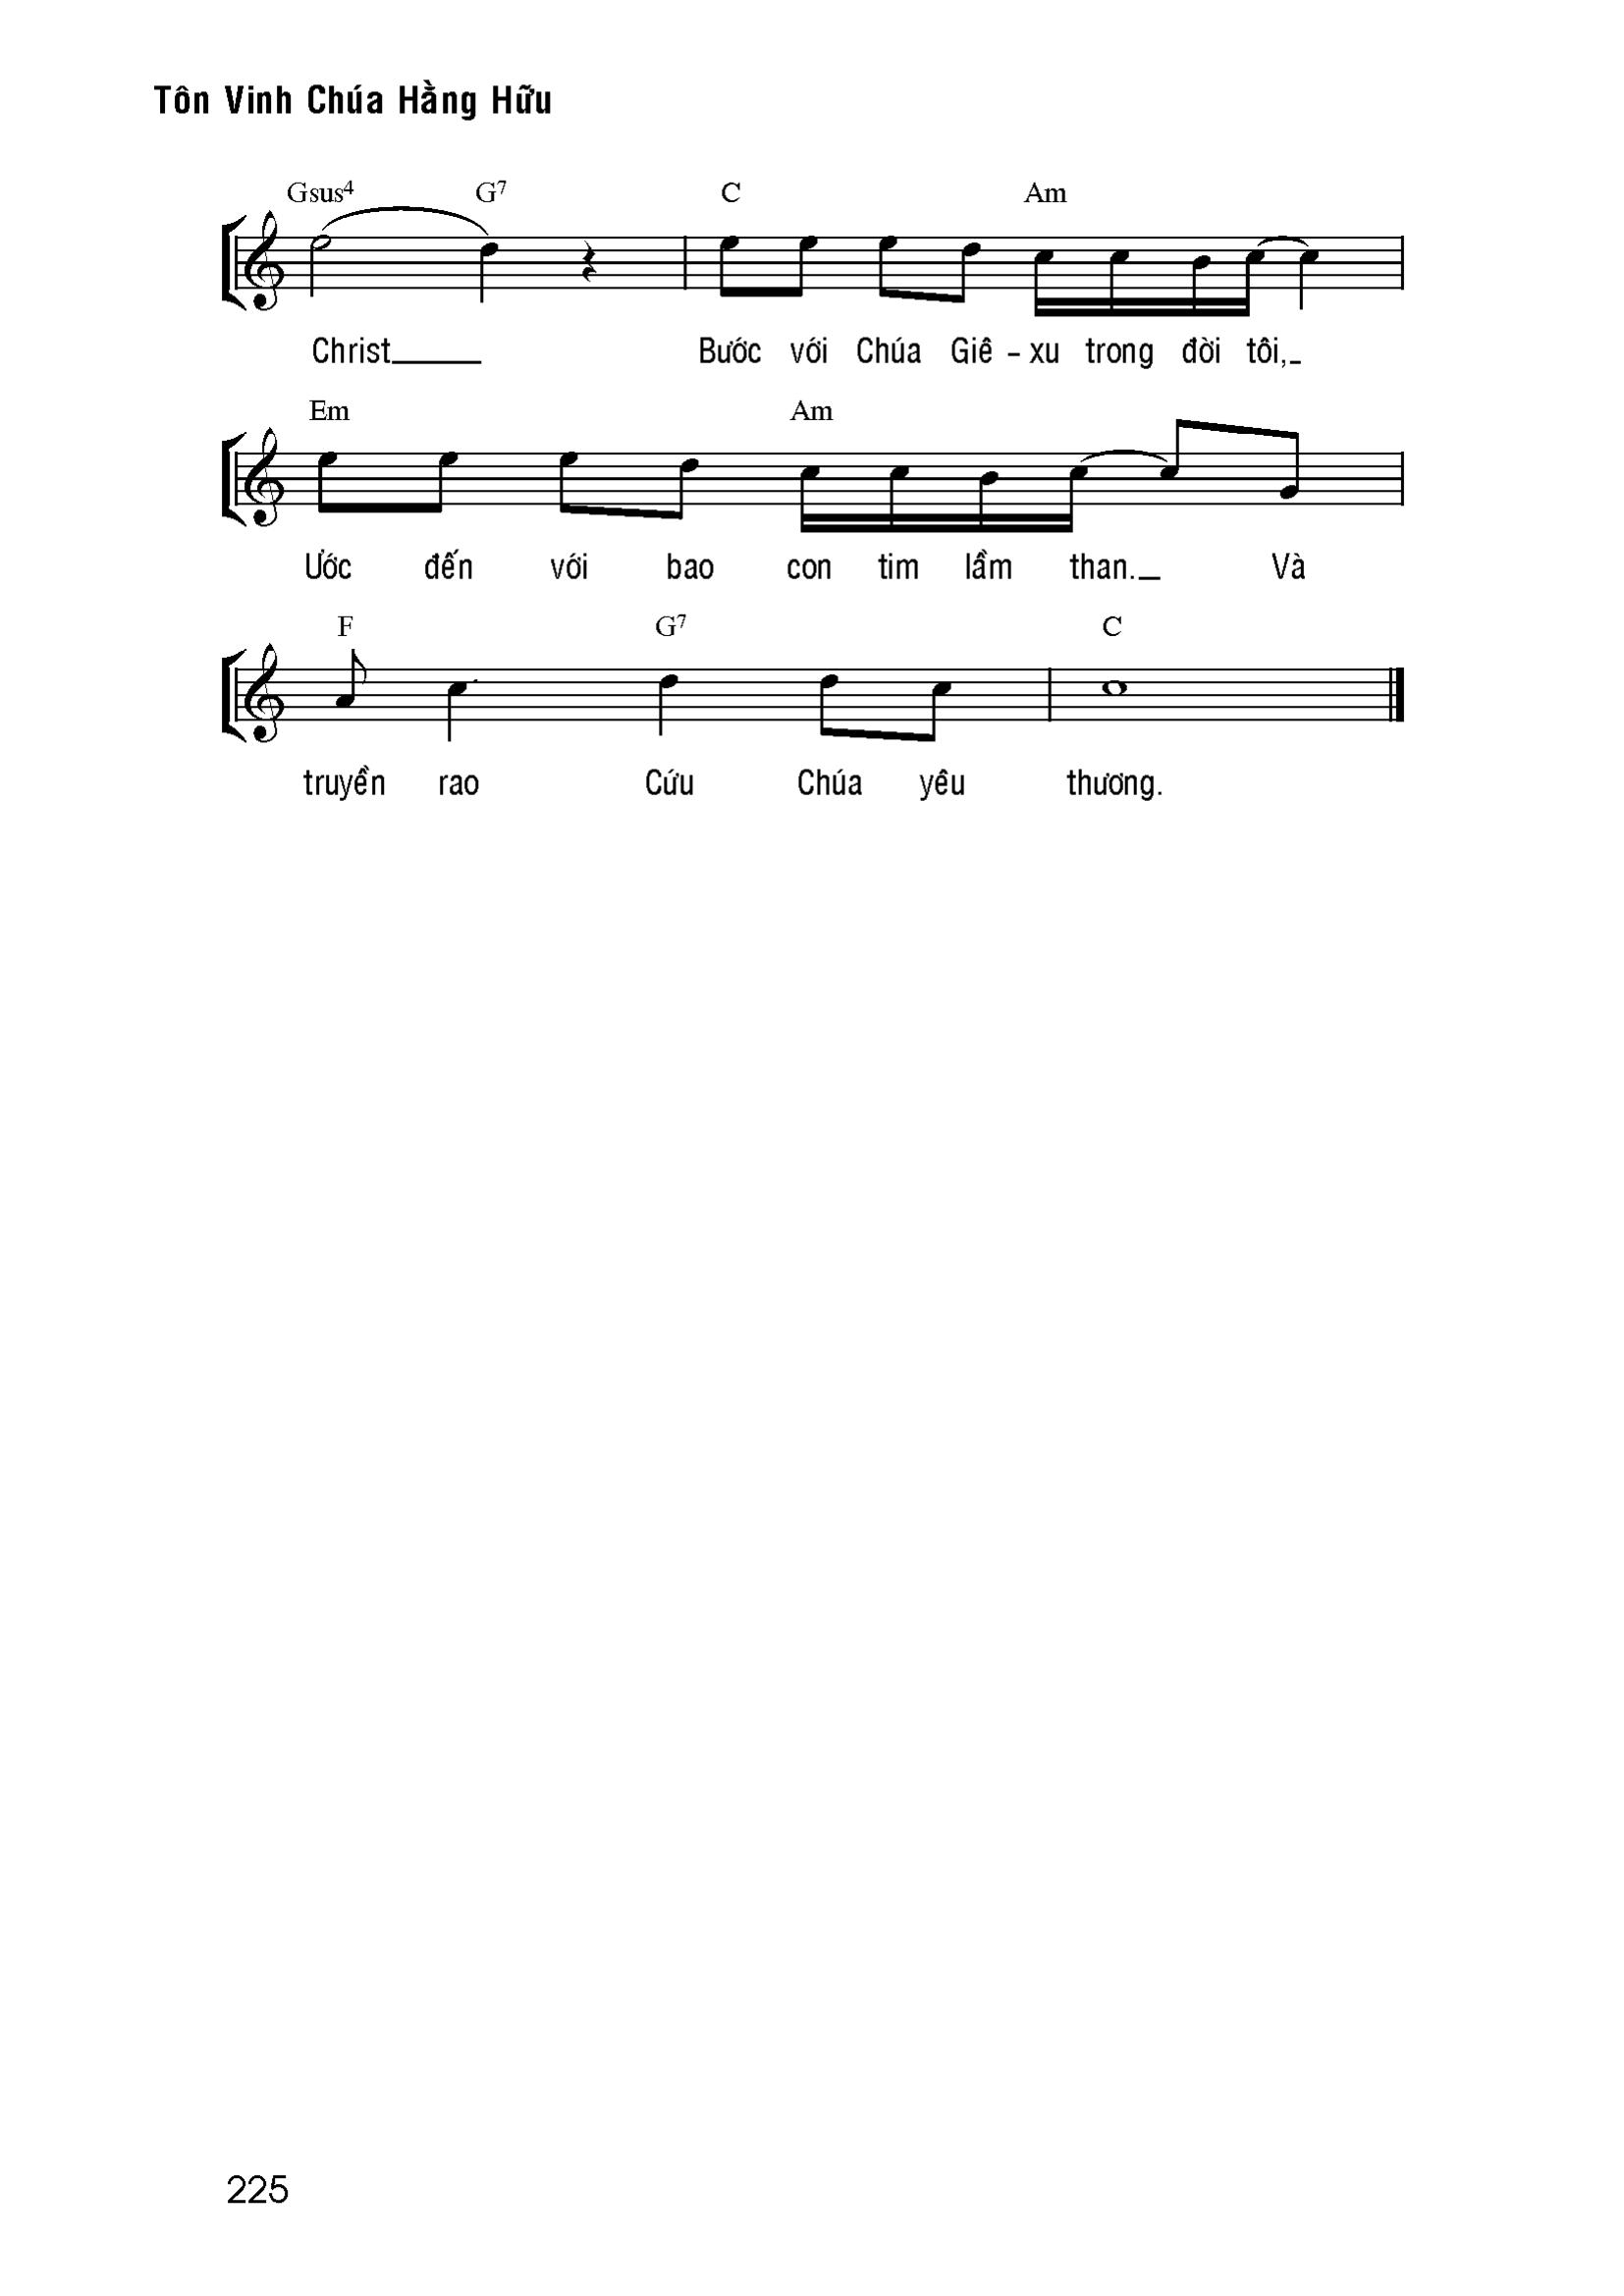 Tôn Vinh Chúa Hằng Hữu
Gsus4 G7 C Am
Christ Bước với Chúa Giê - xu trong đời tôi,
Em Am
Ước đến với bao con tim lầm than. Và
F G7 C
truyền rao Cứu Chúa yêu thương.
225